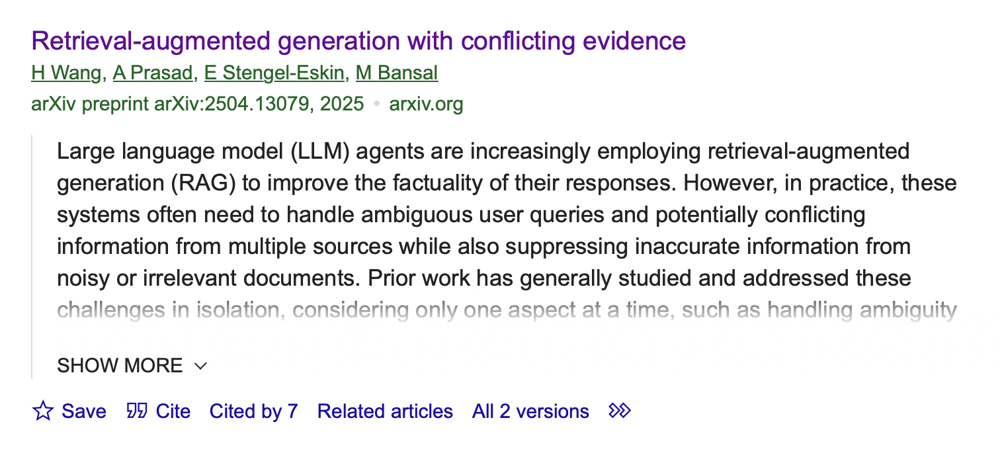 Retrieval-augmented generation with conflicting evidence
H Wang, A Prasad, E Stengel-Eskin, M Bansal
arXiv preprint arXiv:2504.13079, 2025 • arxiv.org
Large language model (LLM) agents are increasingly employing retrieval-augmented
generation (RAG) to improve the factuality of their responses. However, in practice, these
systems often need to handle ambiguous user queries and potentially conflicting
information from multiple sources while also suppressing inaccurate information from
noisy or irrelevant documents. Prior work has generally studied and addressed these
challenges in isolation, considering only one aspect at a time, such as handling ambiguity
SHOW MORE
Save Cite Cited by 7 Related articles All 2 versions